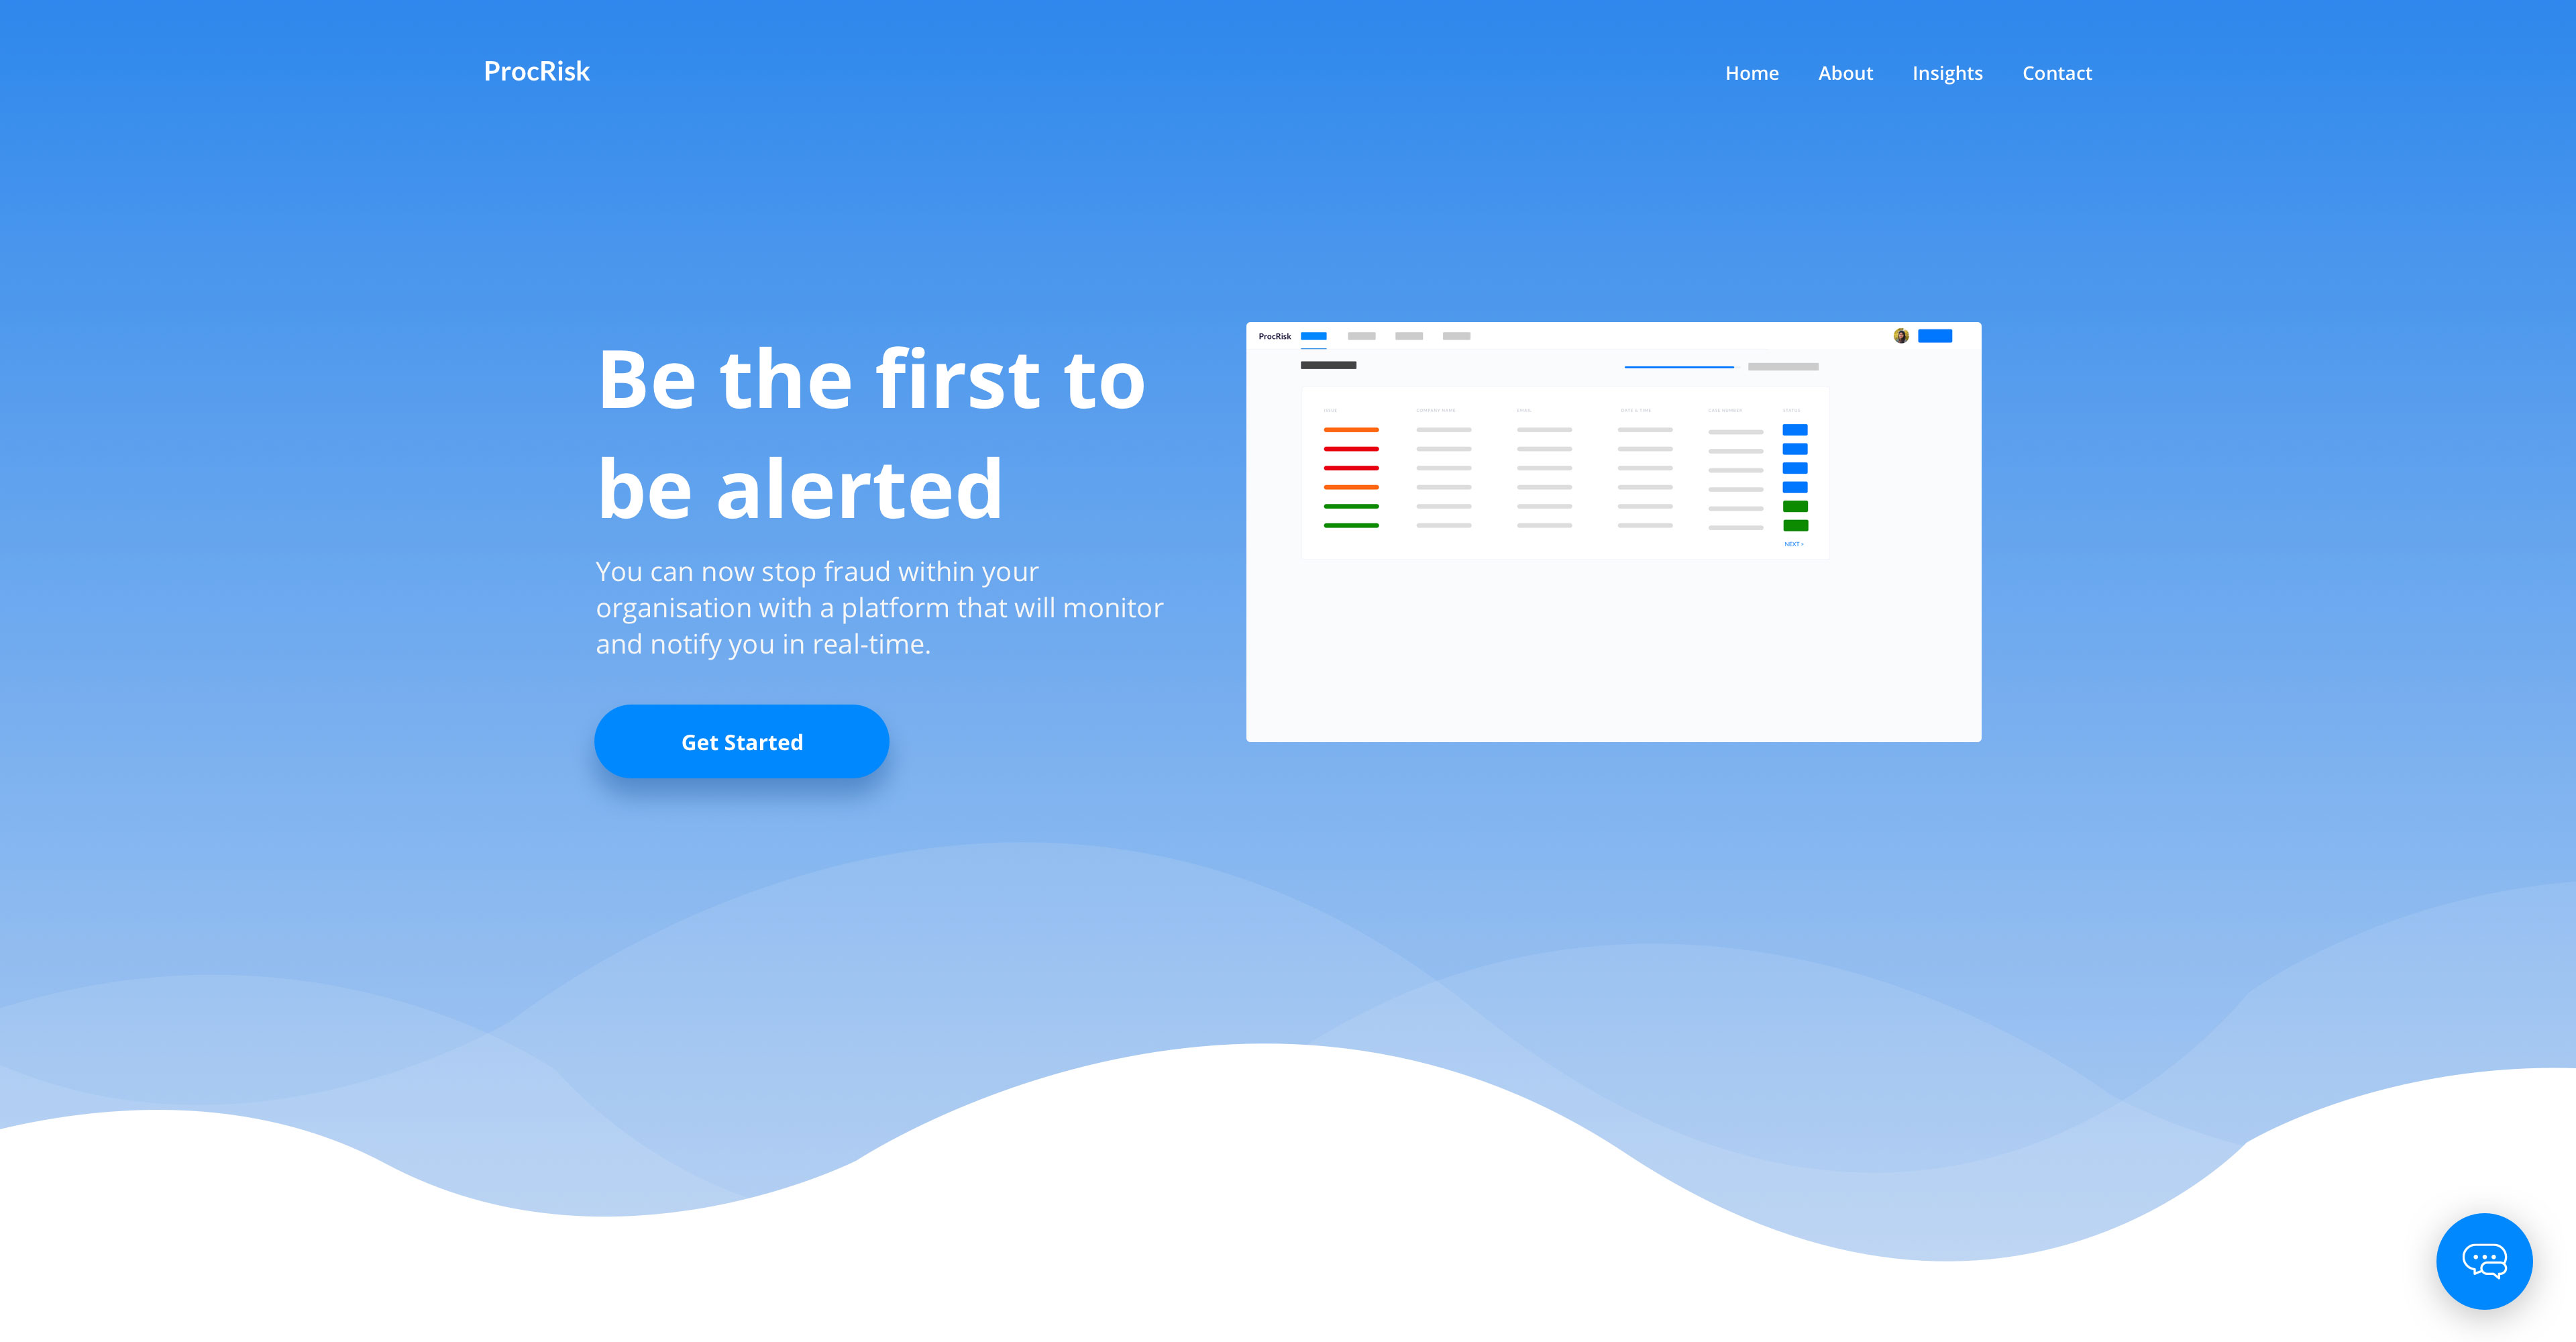 ProcRisk
Home About Insights Contact
Be the first to
be alerted
You can now stop fraud within your
organisation with a platform that will monitor
and notify you in real-time.
Get Started
ProcRisk
ISSUE COMPANY NAME EMAIL DATE & TIME CASE NUMBER STATUS
NEXT >